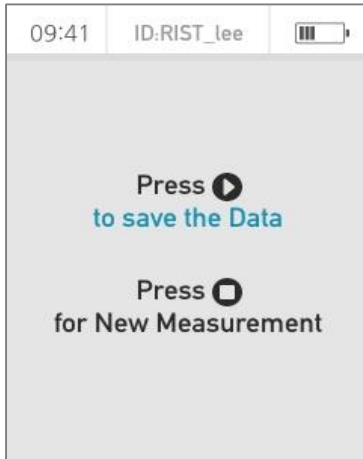 09:41 ID:RIST_lee
Press
to save the Data
Press
for New Measurement